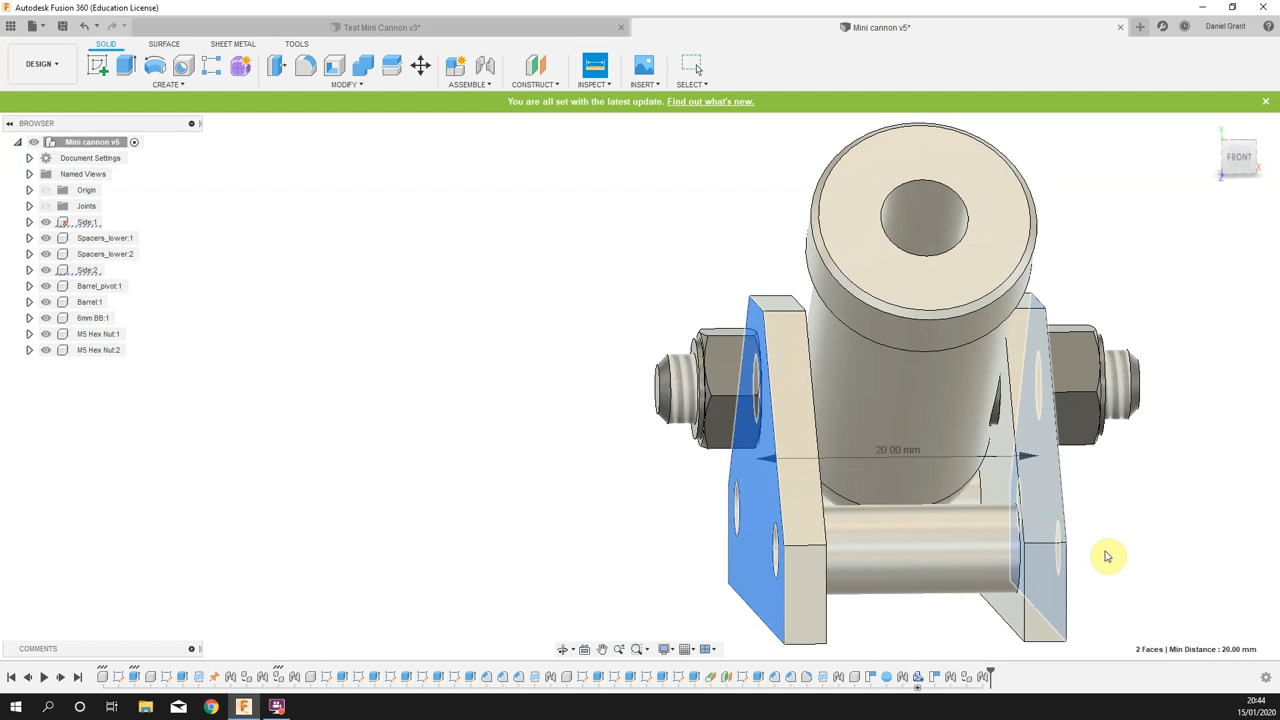 Autodesk Fusion 360 (Education License)
Test Mini Cannon v3*
Mini cannon v5*
Daniel Grant
SOLID
SURFACE
SHEET METAL
TOOLS
DESIGN
CREATE
MODIFY
ASSEMBLE
CONSTRUCT
INSPECT
INSERT
SELECT
You are all set with the latest update. Find out what's new.
BROWSER
Mini cannon v5
Document Settings
Named Views
Origin
Joints
Side:1
Spacers_lower:1
Spacers_lower:2
Side:2
Barrel_pivot:1
Barrel:1
6mm BB:1
M5 Hex Nut:1
M5 Hex Nut:2
Y
FRONT
X
Z
20.00 mm
COMMENTS
2 Faces | Min Distance : 20.00 mm
20:44
15/01/2020